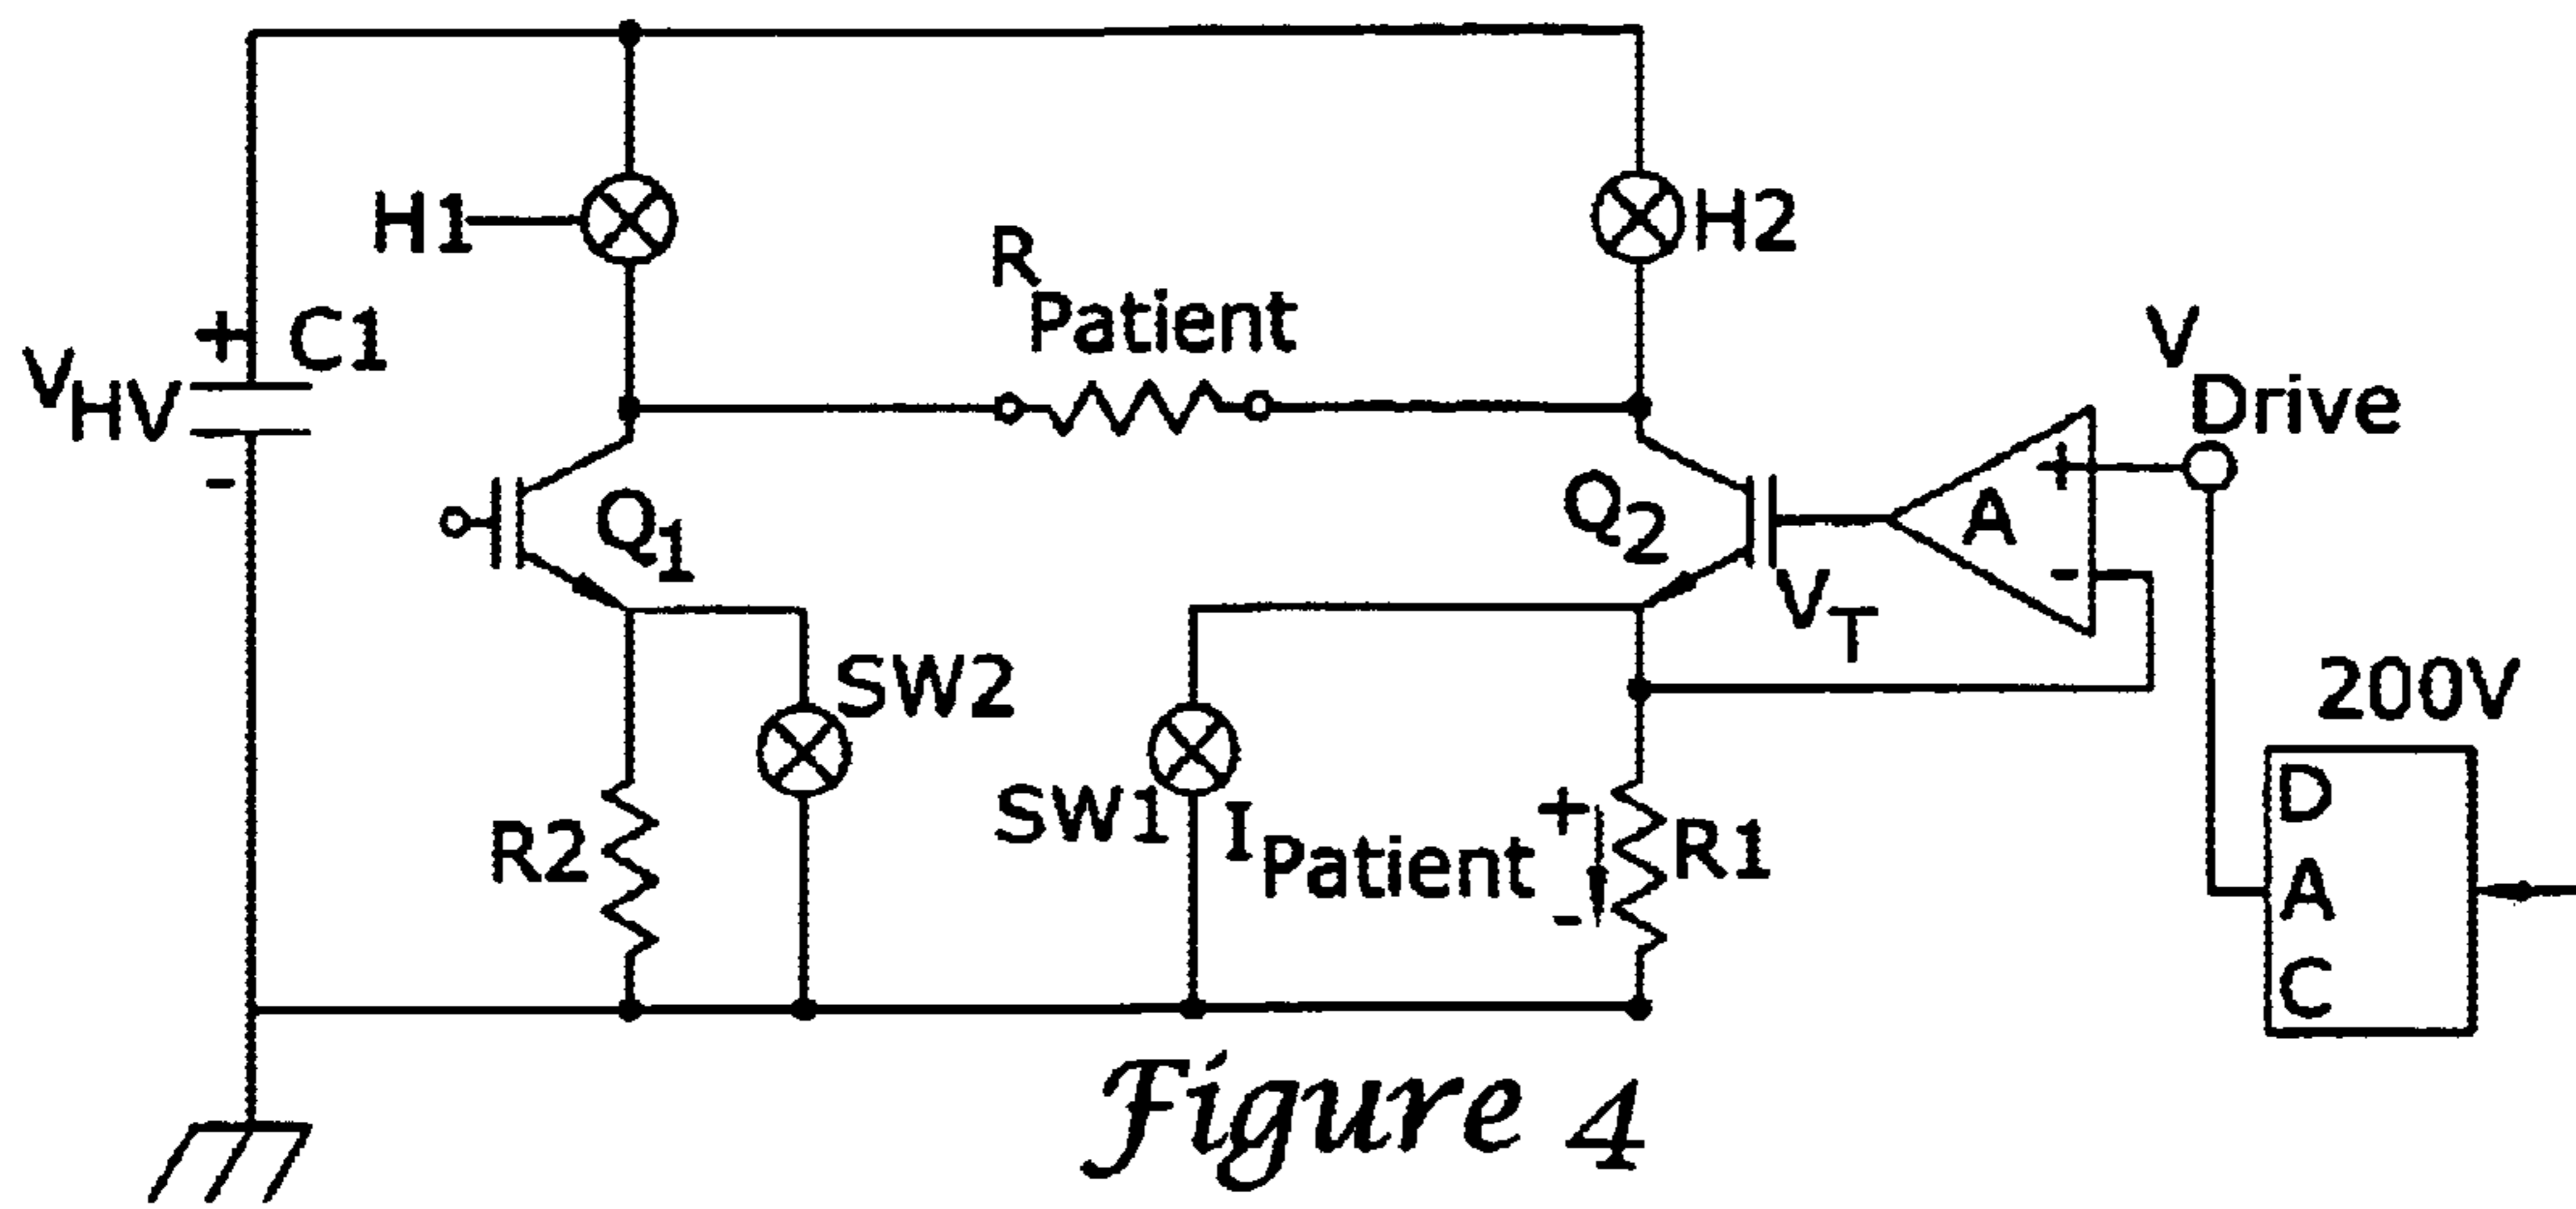 H1
H2
R Patient
+ C1
V HV
-
V Drive
Q1
Q2
V T
A
+
-
SW2
SW1
200V
D
A
C
R2
I Patient
+
-
R1
Figure 4